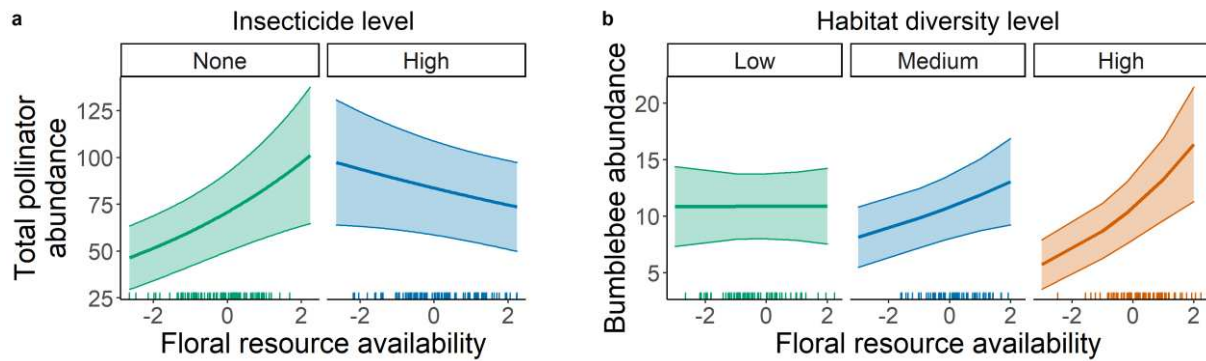 a
Insecticide level
None
High
Total pollinator
abundance
125
100
75
50
25
-2
0
2
-2
0
2
Floral resource availability
b
Habitat diversity level
Low
Medium
High
Bumblebee abundance
20
15
10
5
-2
0
2
-2
0
2
-2
0
2
Floral resource availability